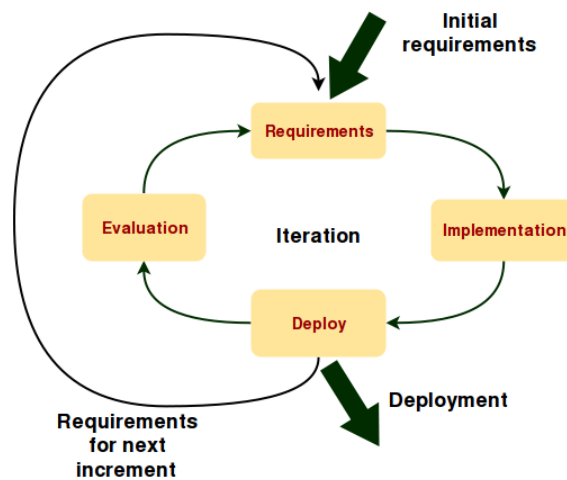 Initial
requirements
Requirements
Evaluation
Iteration
Implementation
Deploy
Deployment
Requirements
for next
increment